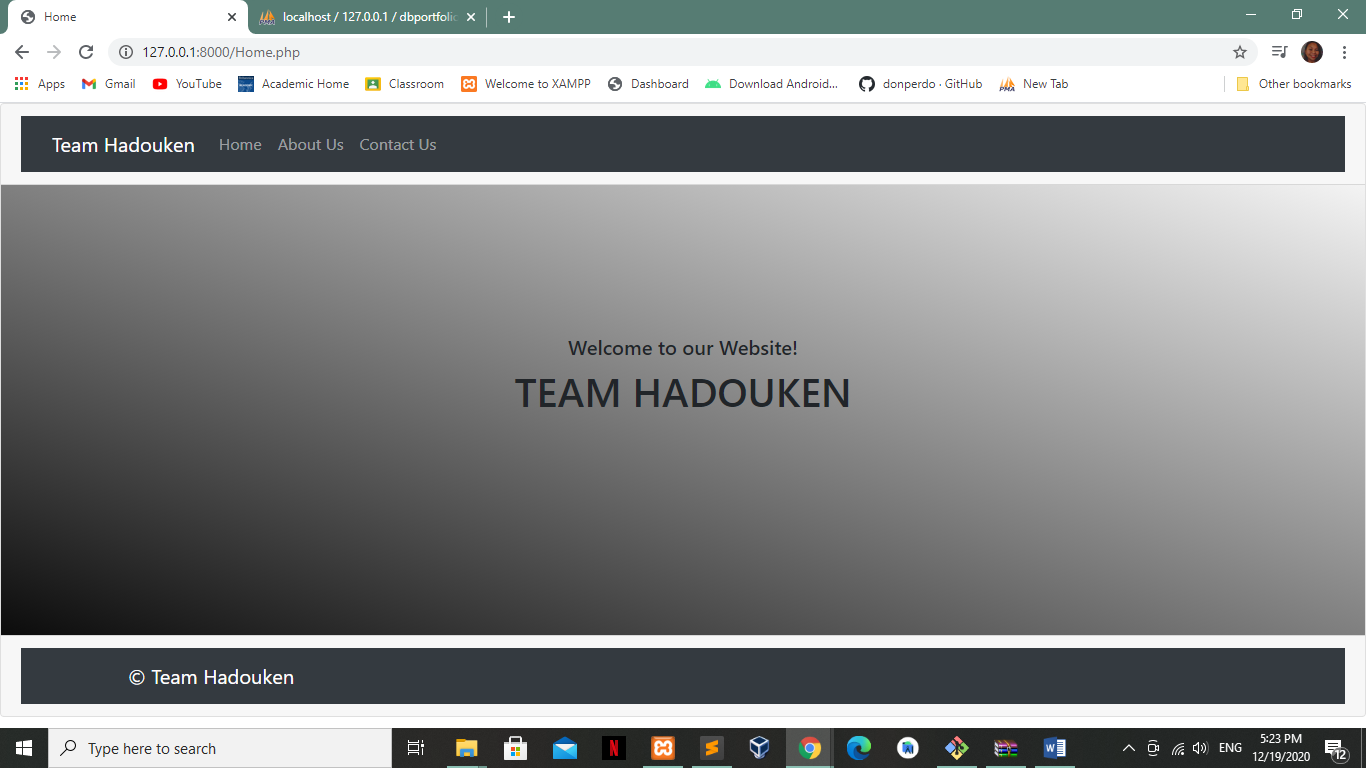 Home
localhost / 127.0.0.1 / dbportfolio
127.0.0.1:8000/Home.php
Apps Gmail YouTube Academic Home Classroom Welcome to XAMPP Dashboard Download Android... donperdo · GitHub PMA New Tab Other bookmarks
Team Hadouken Home About Us Contact Us
Welcome to our Website!
TEAM HADOUKEN
© Team Hadouken
Type here to search
ENG
5:23 PM
12/19/2020
12